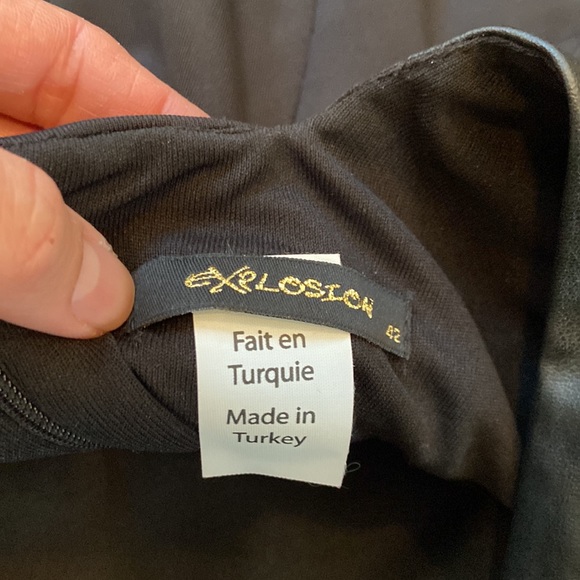 exPLOSION
42
Fait en
Turquie
Made in
Turkey